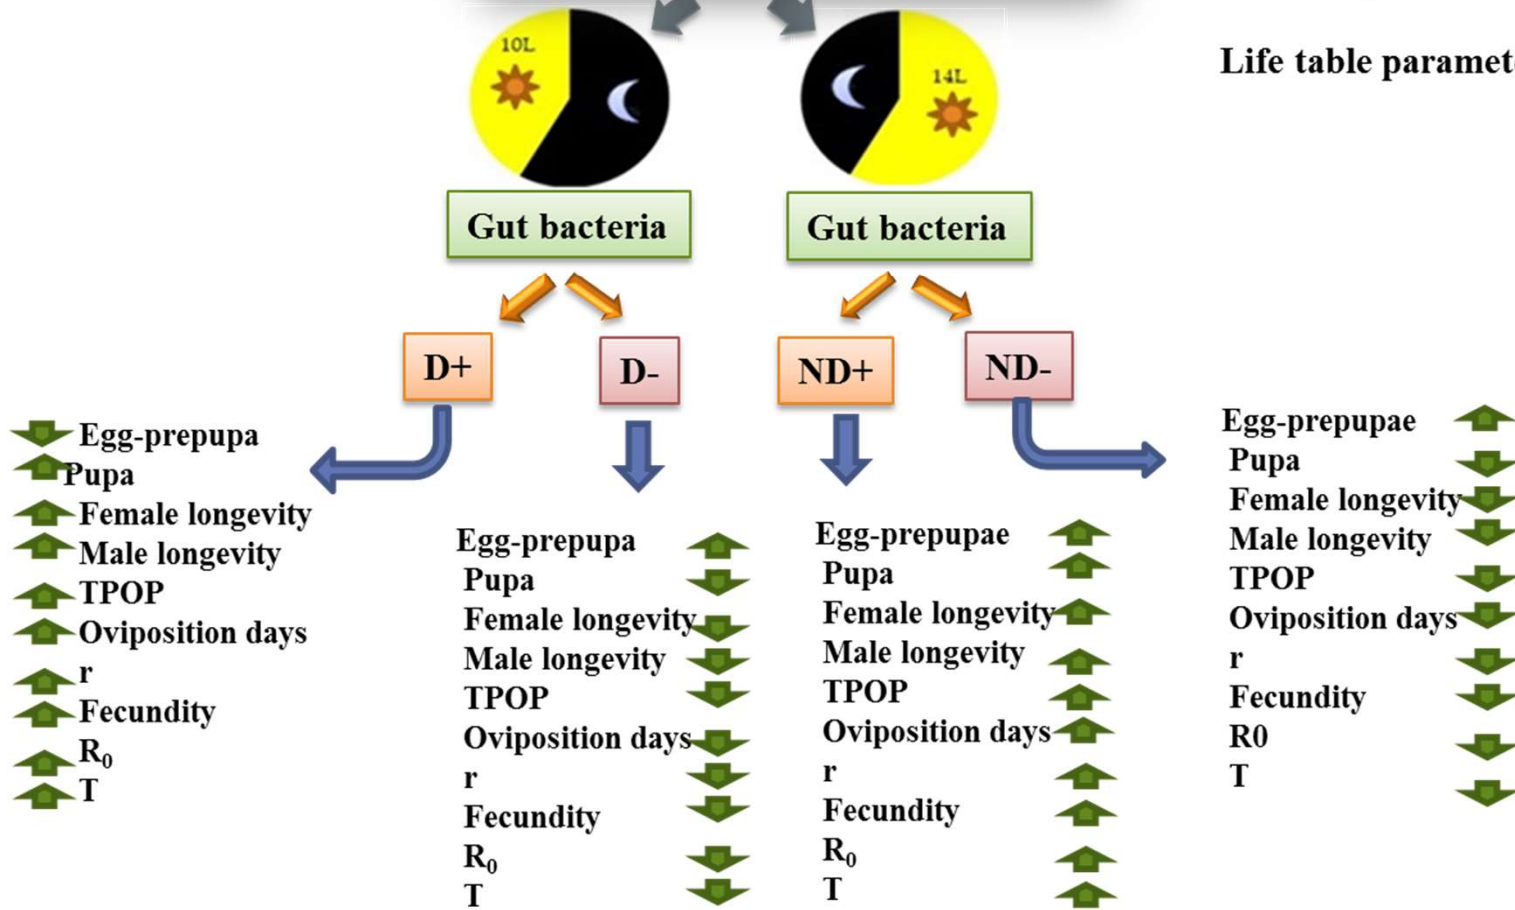 10L
14L
Life table paramet
Gut bacteria
Gut bacteria
D+
D-
ND+
ND-
Egg-prepupa
Pupa
Female longevity
Male longevity
TPOP
Oviposition days
r
Fecundity
R₀
T
Egg-prepupa
Pupa
Female longevity
Male longevity
TPOP
Oviposition days
r
Fecundity
R₀
T
Egg-prepupae
Pupa
Female longevity
Male longevity
TPOP
Oviposition days
r
Fecundity
R₀
T
Egg-prepupae
Pupa
Female longevity
Male longevity
TPOP
Oviposition days
r
Fecundity
R0
T